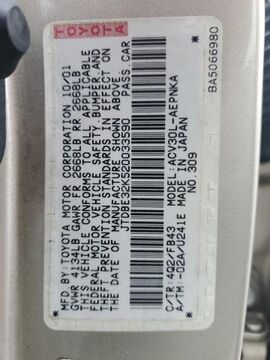 TOYOTA
MFD.BY:TOYOTA MOTOR CORPORATION 10/01
GVWR 4134LB GAWR FR 2668LB RR 2668LB
THIS VEHICLE CONFORMS TO ALL APPLICABLE
FEDERAL MOTOR VEHICLE SAFETY, BUMPER AND
THEFT PREVENTION STANDARDS IN EFFECT ON
THE DATE OF MANUFACTURE SHOWN ABOVE.
JTDBE32K520033590 PASS.CAR
C/TR: 4Q2/FB43 MODEL: ACV30L-AEPNKA
A/TM: -02A/U241E MADE IN JAPAN
NO.309
BA5066980